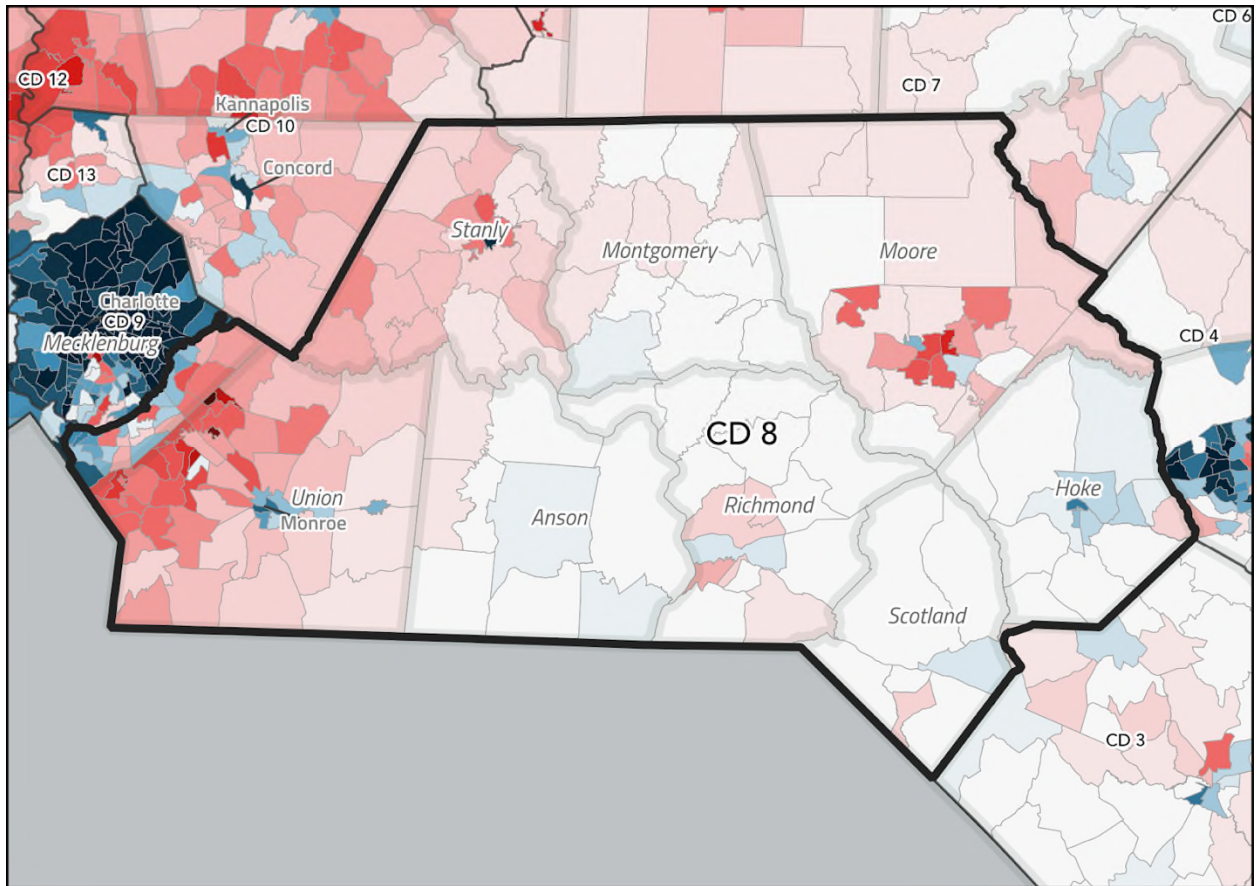 CD 6
CD 12
CD 7
Kannapolis
CD 10
Concord
CD 13
Stanly
Montgomery
Moore
Charlotte
CD 9
Mecklenburg
CD 4
CD 8
Union
Monroe
Anson
Richmond
Hoke
Scotland
CD 3